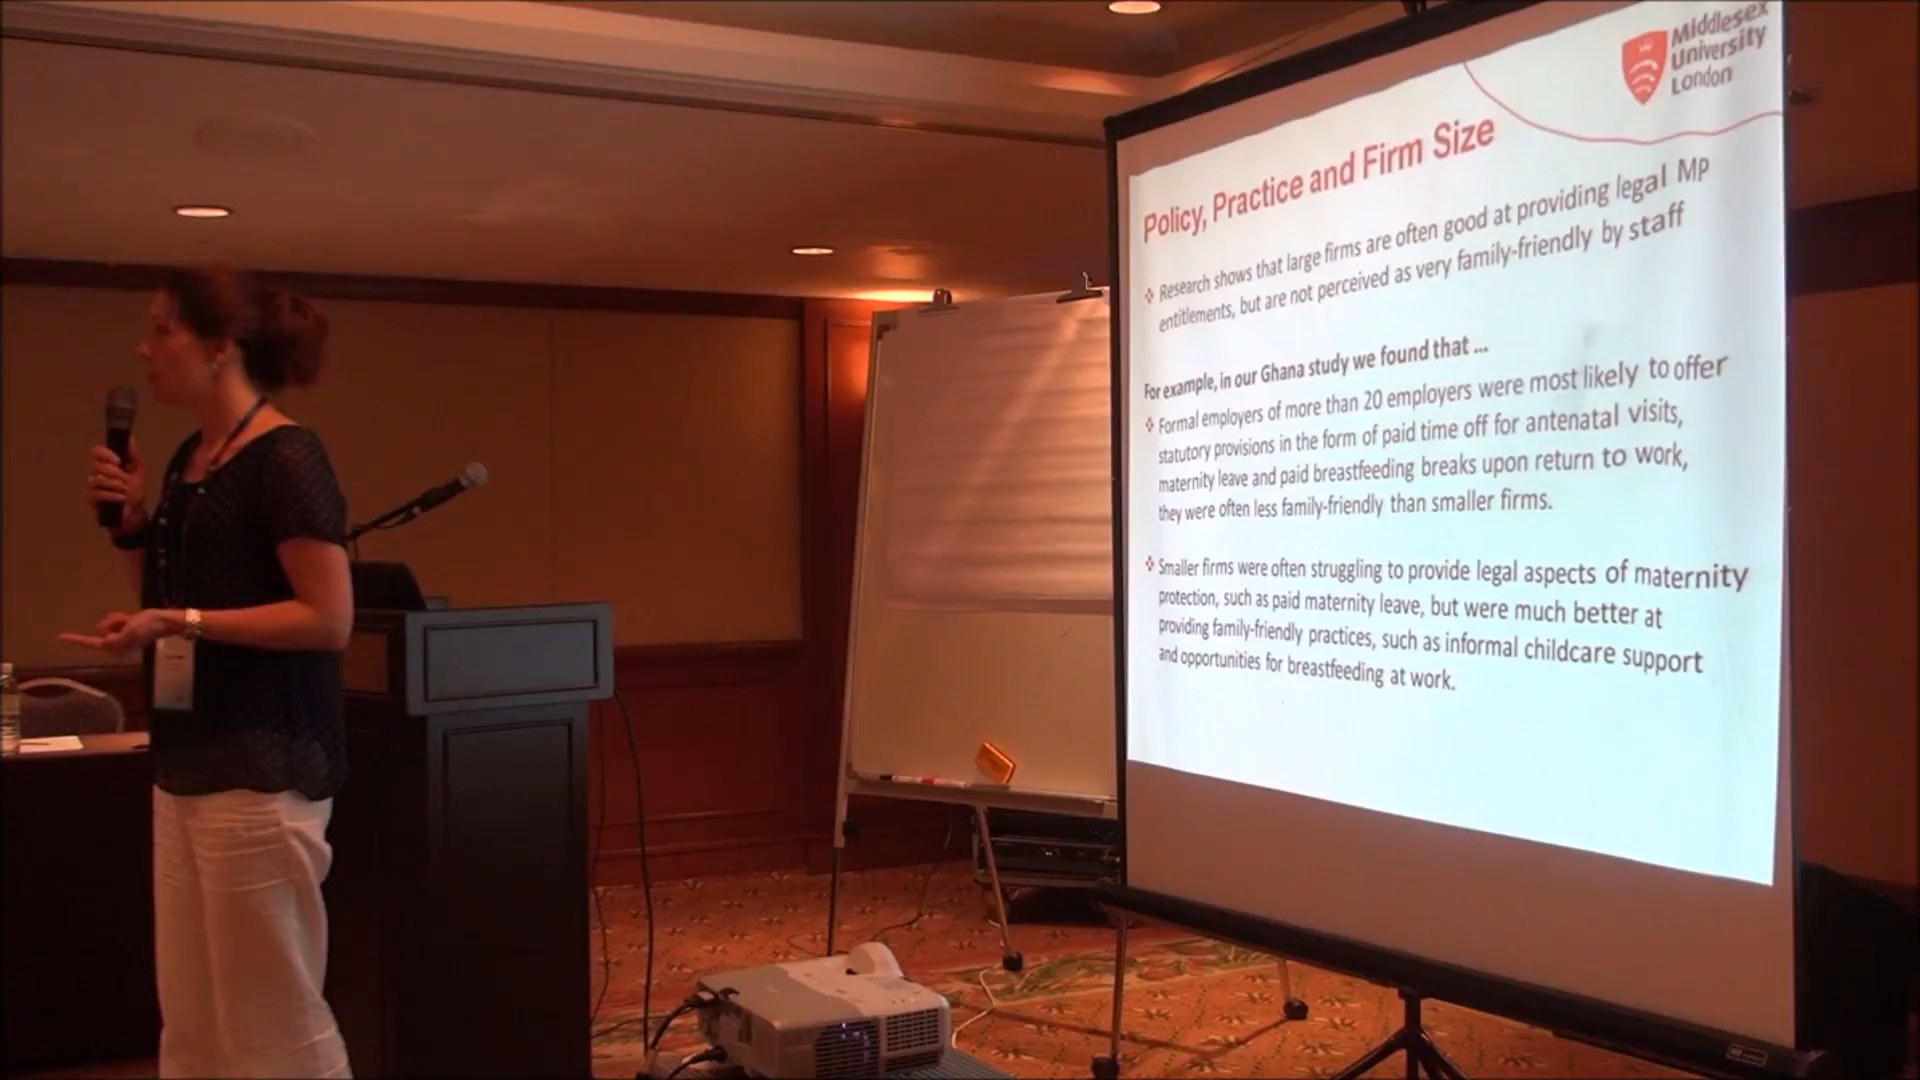 Middlesex
University
London
Policy, Practice and Firm Size
❖ Research shows that large firms are often good at providing legal MP
entitlements, but are not perceived as very family-friendly by staff
For example, in our Ghana study we found that ...
❖ Formal employers of more than 20 employers were most likely to offer
statutory provisions in the form of paid time off for antenatal visits,
maternity leave and paid breastfeeding breaks upon return to work,
they were often less family-friendly than smaller firms.
❖ Smaller firms were often struggling to provide legal aspects of maternity
protection, such as paid maternity leave, but were much better at
providing family-friendly practices, such as informal childcare support
and opportunities for breastfeeding at work.